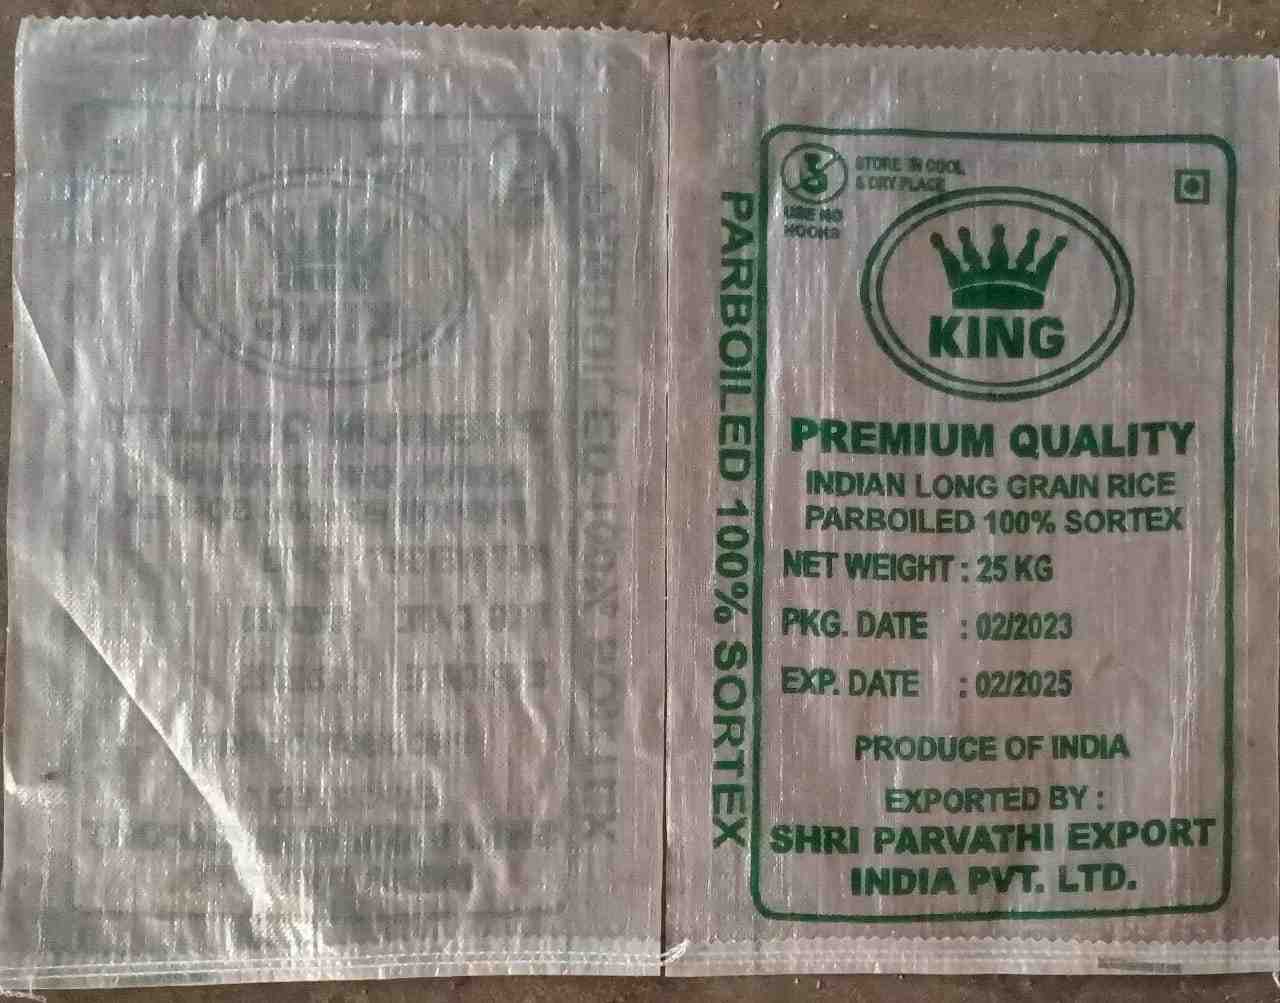 STORE IN COOL
& DRY PLACE
USE NO
HOOKS
KING
PREMIUM QUALITY
INDIAN LONG GRAIN RICE
PARBOILED 100% SORTEX
NET WEIGHT : 25 KG
PKG. DATE : 02/2023
EXP. DATE : 02/2025
PRODUCE OF INDIA
EXPORTED BY :
SHRI PARVATHI EXPORT
INDIA PVT. LTD.
PARBOILED 100% SORTEX